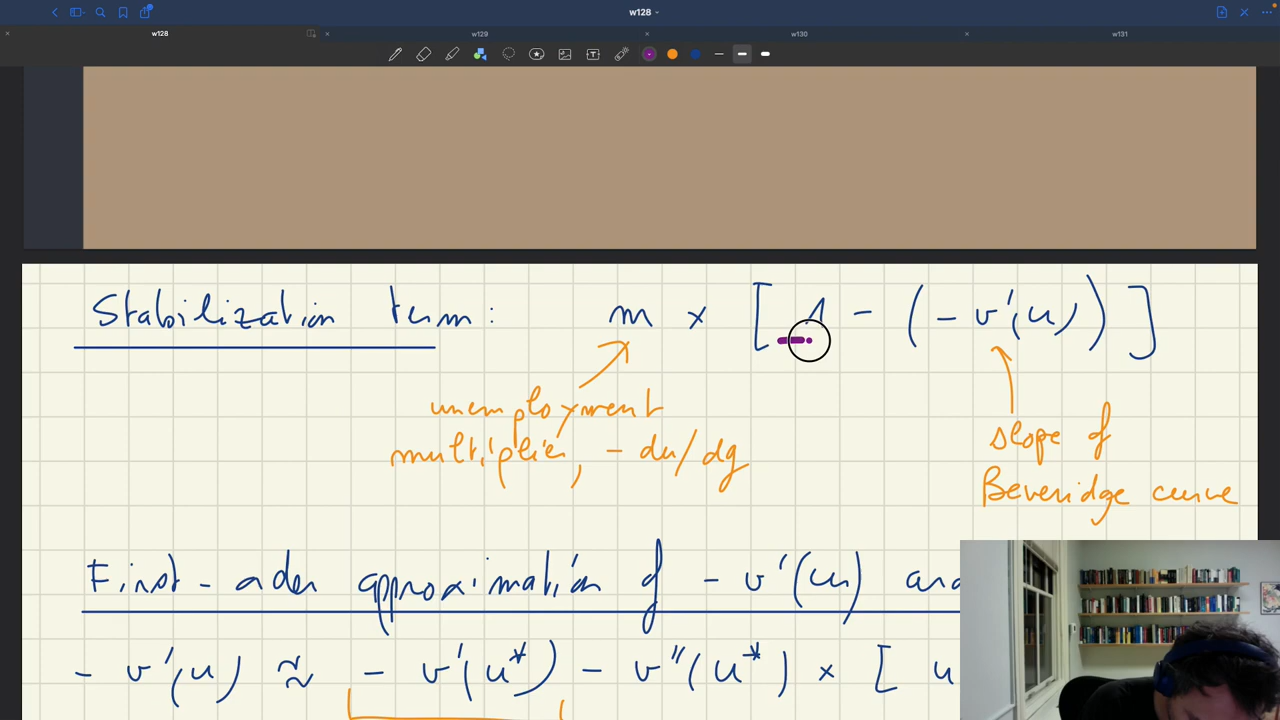 w128
w128
w129
w130
w131
Stabilization term: m × [ 1 - ( - v'(u) ) ]
unemployment
multiplier, - du/dg
slope of
Beveridge curve
First-order approximation of - v'(u) aro
- v'(u) ≈ - v'(u*) - v''(u*) × [ u